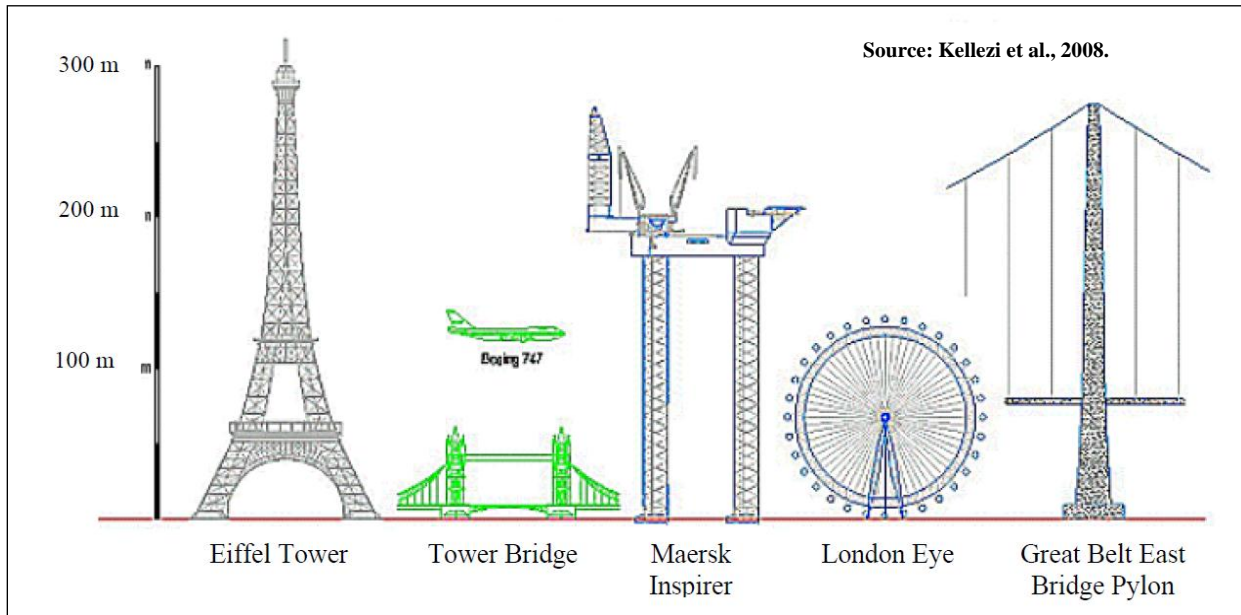 Source: Kellezi et al., 2008.
300 m
200 m
100 m
Boeing 747
Eiffel Tower
Tower Bridge
Maersk
Inspirer
London Eye
Great Belt East
Bridge Pylon